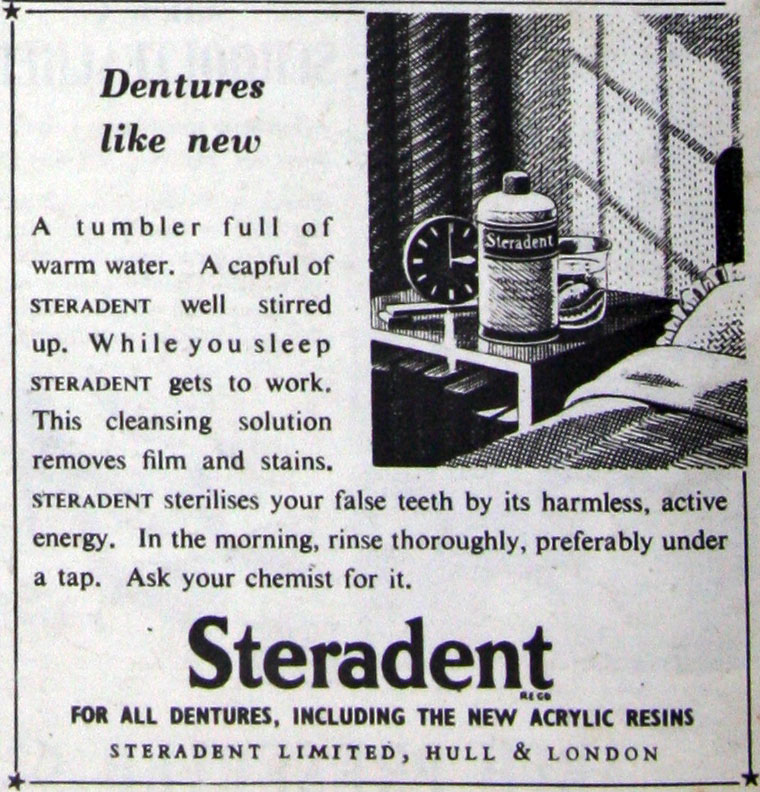 Dentures
like new
A tumbler full of
warm water. A capful of
STERADENT well stirred
up. While you sleep
STERADENT gets to work.
This cleansing solution
removes film and stains.
STERADENT sterilises your false teeth by its harmless, active
energy. In the morning, rinse thoroughly, preferably under
a tap. Ask your chemist for it.
Steradent
Steradent
REGD
FOR ALL DENTURES, INCLUDING THE NEW ACRYLIC RESINS
STERADENT LIMITED, HULL & LONDON